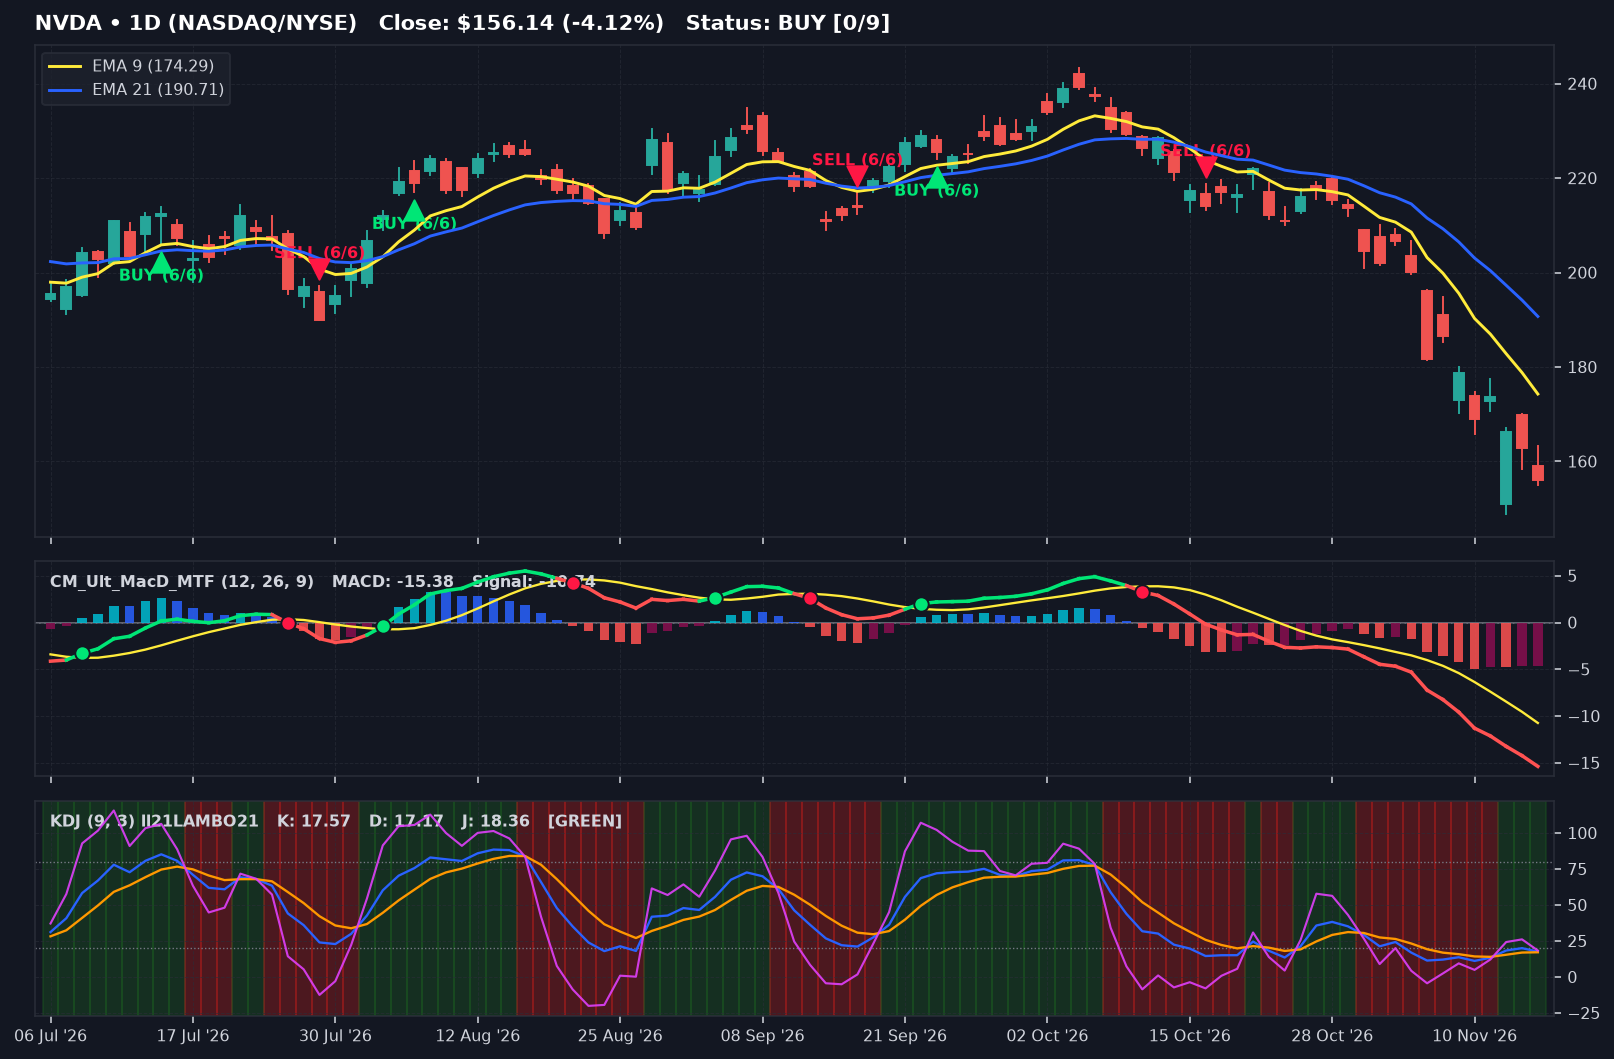 NVDA • 1D (NASDAQ/NYSE)   Close: $156.14 (-4.12%)   Status: BUY [0/9]
EMA 9 (174.29)
EMA 21 (190.71)
240
220
200
180
160
BUY (6/6)
SELL (6/6)
BUY (6/6)
SELL (6/6)
BUY (6/6)
SELL (6/6)
CM_Ult_MacD_MTF (12, 26, 9)   MACD: -15.38   Signal: -10.74
5
0
−5
−10
−15
KDJ (9, 3) II21LAMBO21   K: 17.57   D: 17.17   J: 18.36   [GREEN]
100
75
50
25
0
−25
06 Jul '26
17 Jul '26
30 Jul '26
12 Aug '26
25 Aug '26
08 Sep '26
21 Sep '26
02 Oct '26
15 Oct '26
28 Oct '26
10 Nov '26